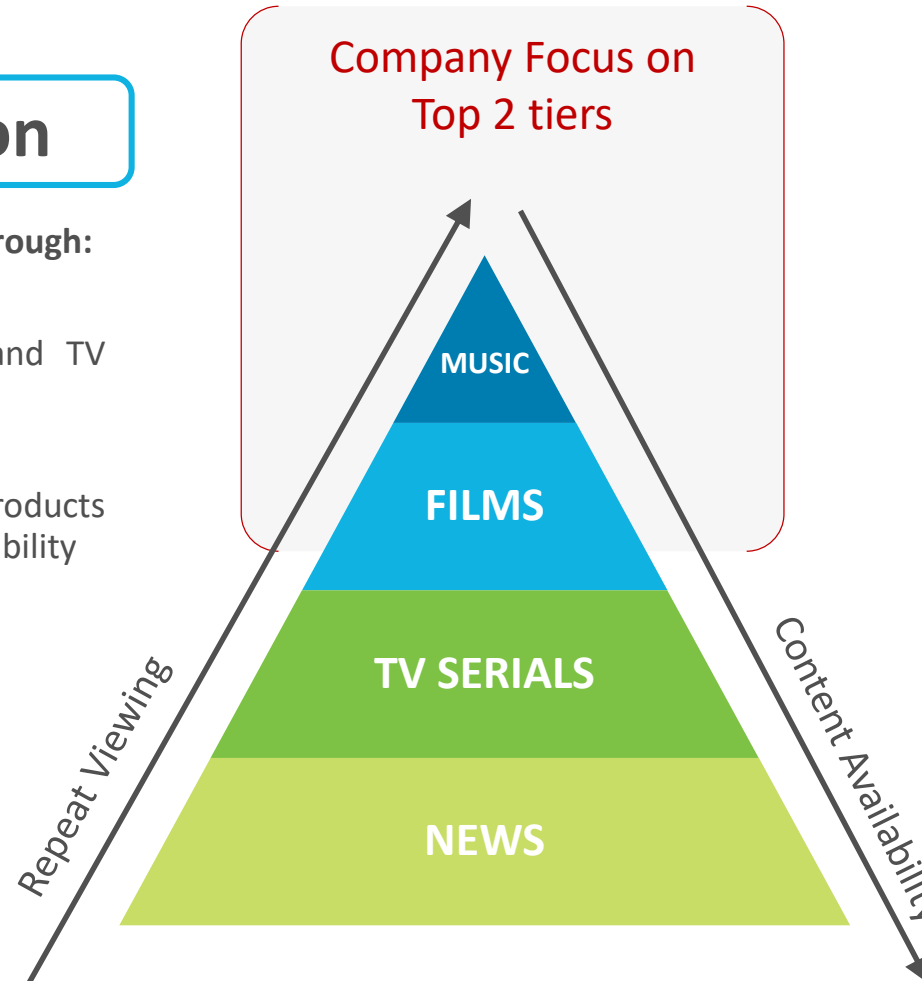 Company Focus on
Top 2 tiers
on
rough:
and TV
roducts
bility
MUSIC
FILMS
TV SERIALS
NEWS
Repeat Viewing
Content Availability